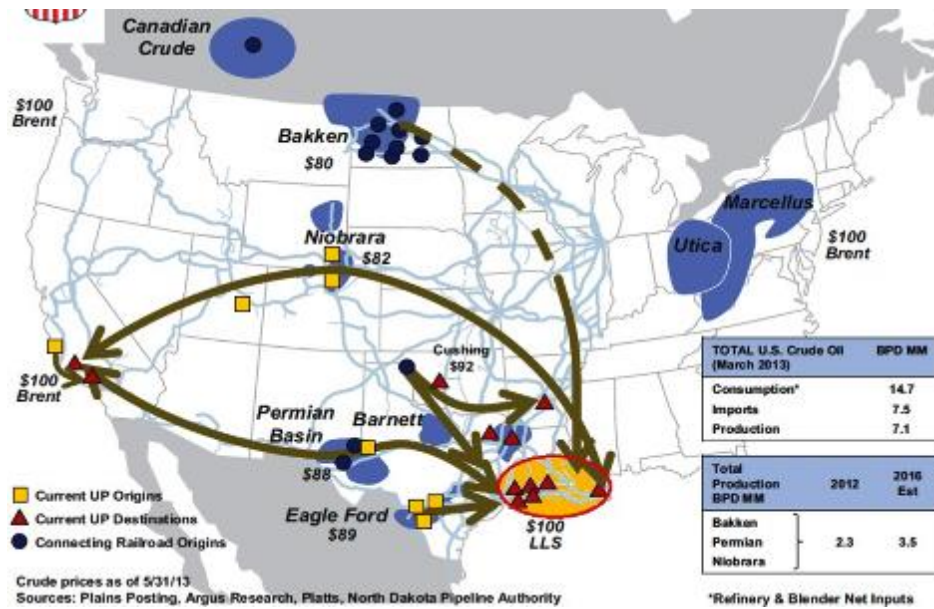 Canadian
Crude
$100
Brent
Bakken
$80
Marcellus
Utica
Niobrara
$82
$100
Brent
Cushing
$92
TOTAL U.S. Crude Oil
(March 2013)
BPD MM
Consumption* 14.7
Imports 7.5
Production 7.1
$100
Brent
Permian
Basin
Barnett
$88
Total
Production
BPD MM
2012
2016
Est
Bakken
Permian 2.3 3.5
Niobrara
Current UP Origins
Current UP Destinations
Connecting Railroad Origins
Eagle Ford
$89
$100
LLS
Crude prices as of 5/31/13
Sources: Plains Posting, Argus Research, Platts, North Dakota Pipeline Authority
*Refinery & Blender Net Inputs